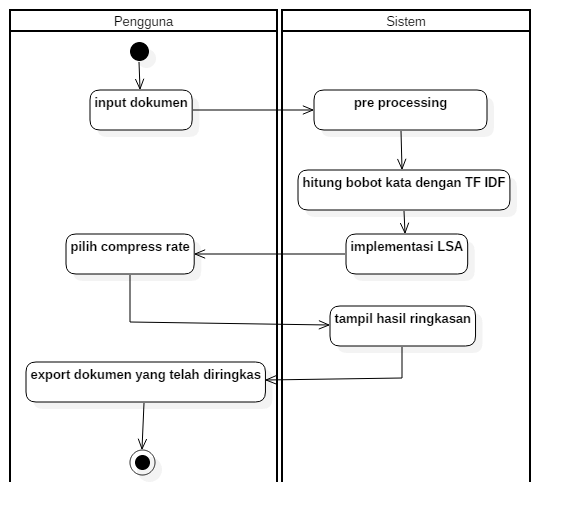 Pengguna
Sistem
input dokumen
pre processing
hitung bobot kata dengan TF IDF
implementasi LSA
pilih compress rate
tampil hasil ringkasan
export dokumen yang telah diringkas